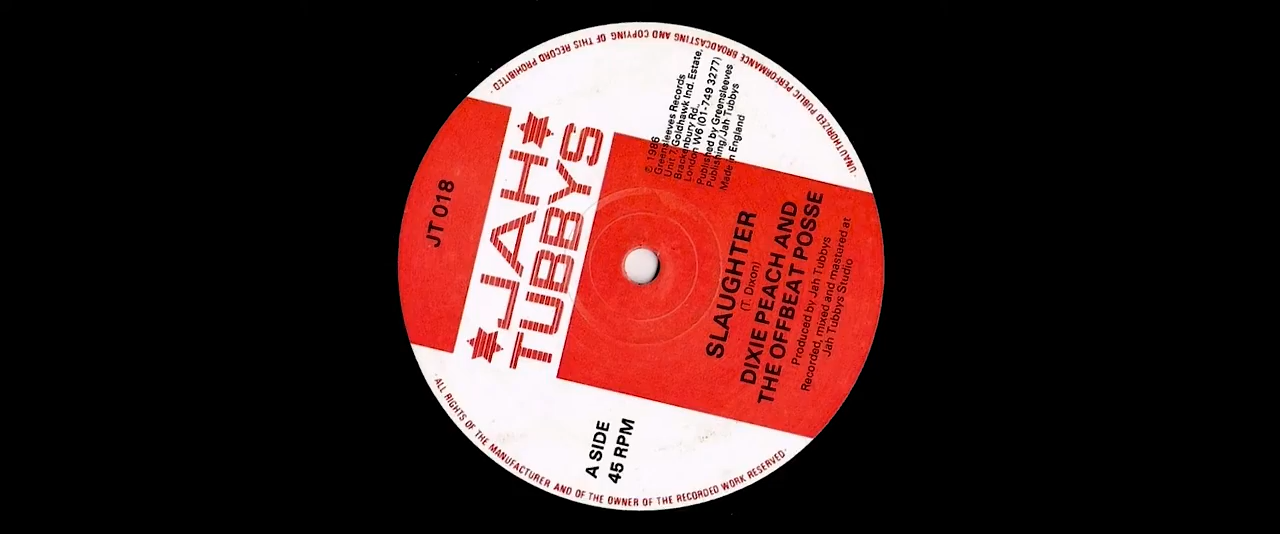 JT 018
JAH
TUBBYS
℗ 1986
Greensleeves Records
Unit 7, Goldhawk Ind. Estate,
Brackenbury Rd.,
London W6 (01-749 3277)
Published by Greensleeves
Publishing/Jah Tubbys
Made in England
A SIDE
45 RPM
SLAUGHTER
(T. Dixon)
DIXIE PEACH AND
THE OFFBEAT POSSE
Produced by Jah Tubbys
Recorded, mixed and mastered at
Jah Tubbys Studio
·ALL RIGHTS OF THE MANUFACTURER AND OF THE OWNER OF THE RECORDED WORK RESERVED·
·UNAUTHORIZED PUBLIC PERFORMANCE BROADCASTING AND COPYING OF THIS RECORD PROHIBITED·